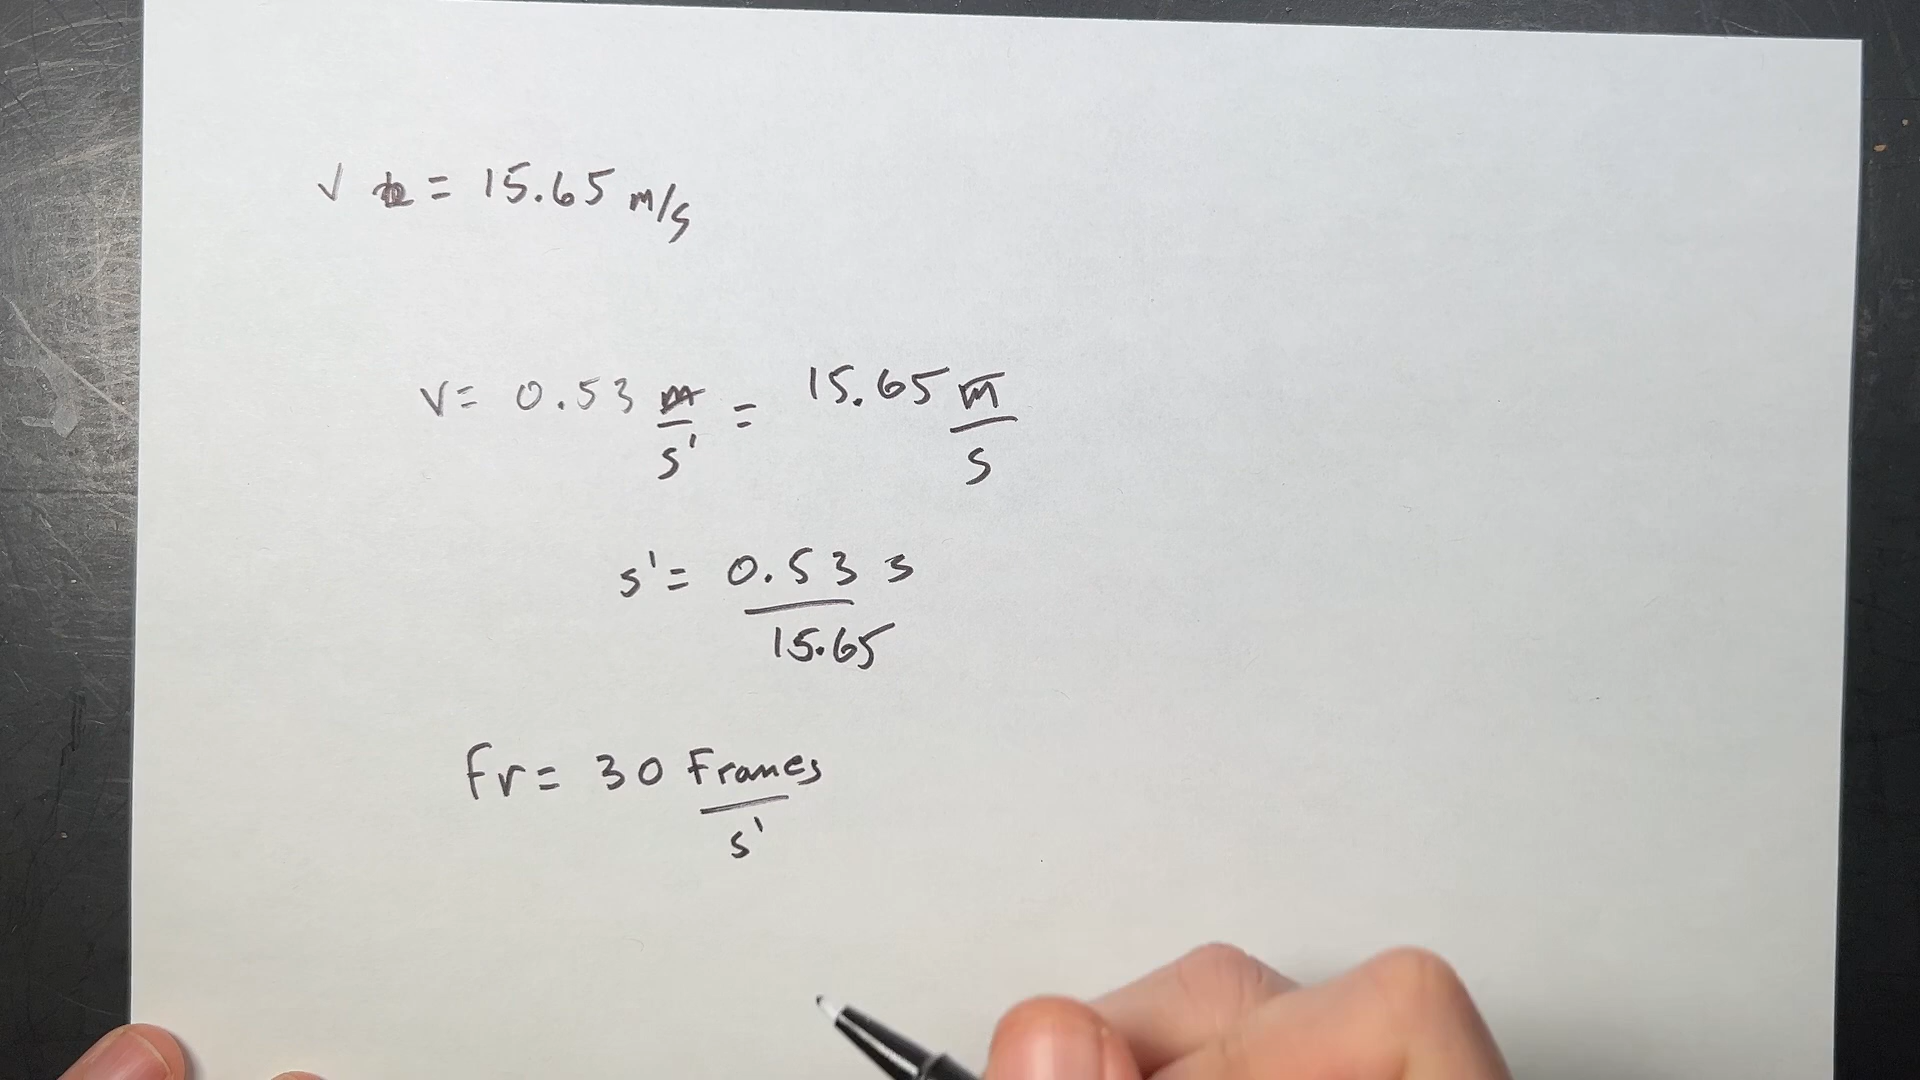 v = 15.65 m/s
v = 0.53 m/s' = 15.65 m/s
s' = 0.53 s / 15.65
fr = 30 Frames / s'